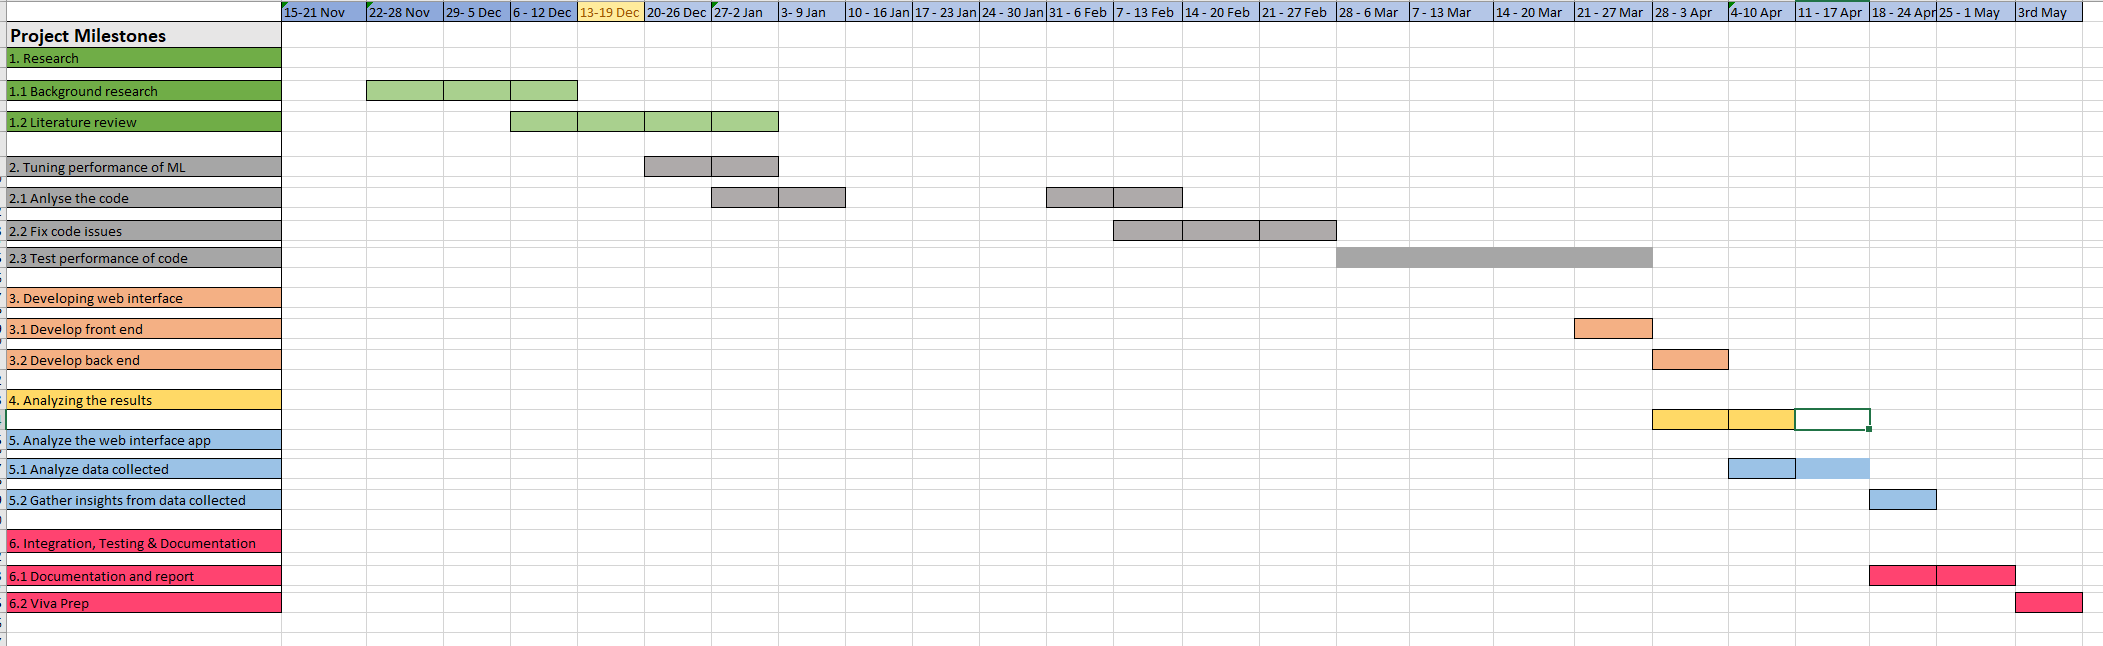 15-21 Nov 22-28 Nov 29- 5 Dec 6 - 12 Dec 13-19 Dec 20-26 Dec 27-2 Jan 3- 9 Jan 10 - 16 Jan 17 - 23 Jan 24 - 30 Jan 31 - 6 Feb 7 - 13 Feb 14 - 20 Feb 21 - 27 Feb 28 - 6 Mar 7 - 13 Mar 14 - 20 Mar 21 - 27 Mar 28 - 3 Apr 4-10 Apr 11 - 17 Apr 18 - 24 Apr 25 - 1 May 3rd May
Project Milestones
1. Research
1.1 Background research
1.2 Literature review
2. Tuning performance of ML
2.1 Anlyse the code
2.2 Fix code issues
2.3 Test performance of code
3. Developing web interface
3.1 Develop front end
3.2 Develop back end
4. Analyzing the results
5. Analyze the web interface app
5.1 Analyze data collected
5.2 Gather insights from data collected
6. Integration, Testing & Documentation
6.1 Documentation and report
6.2 Viva Prep